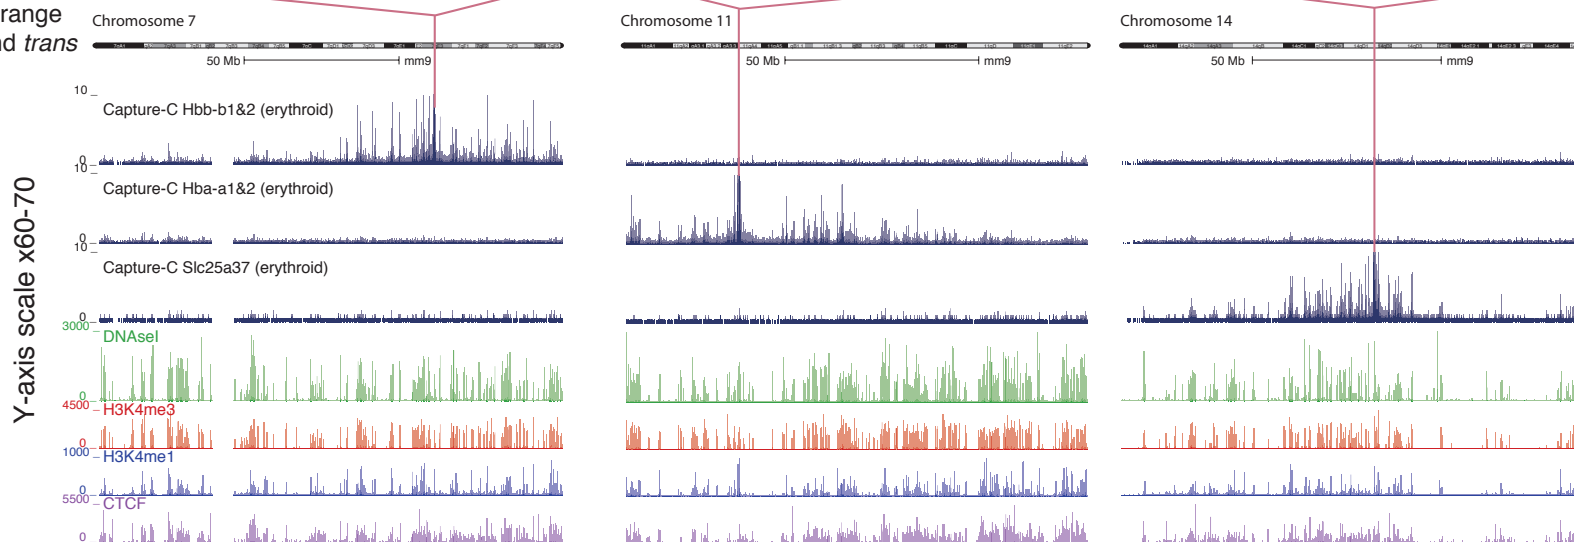 range
nd trans
Chromosome 7
Chromosome 11
Chromosome 14
50 Mb mm9
50 Mb mm9
50 Mb mm9
Y-axis scale x60-70
10
Capture-C Hbb-b1&2 (erythroid)
0
10
Capture-C Hba-a1&2 (erythroid)
0
10
Capture-C Slc25a37 (erythroid)
0
3000
DNAseI
0
4500
H3K4me3
0
1000
H3K4me1
0
5500
CTCF
0